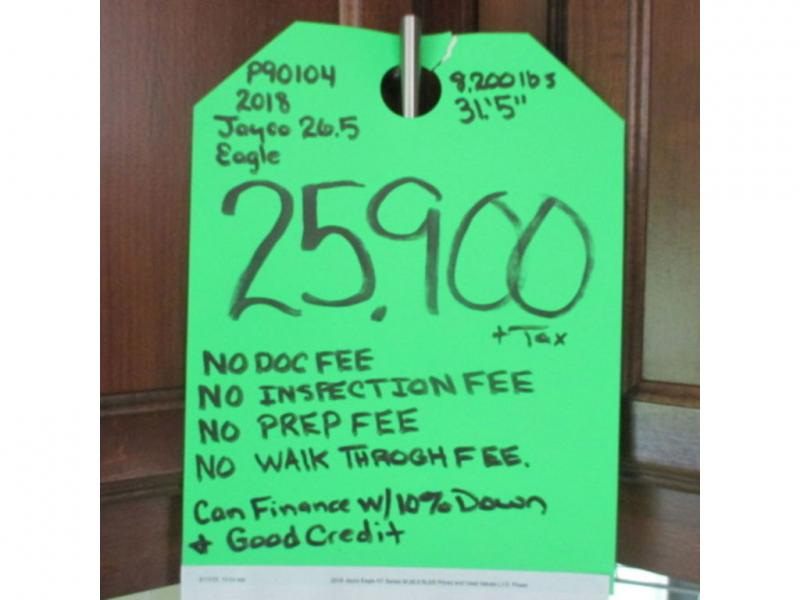 P90104
2018
Jayco 26.5
Eagle
8,200 lbs
31'5"
25,900
+ Tax
NO DOC FEE
NO INSPECTION FEE
NO PREP FEE
NO WALK THROGH FEE.
Can Finance w/10% Down
+ Good Credit